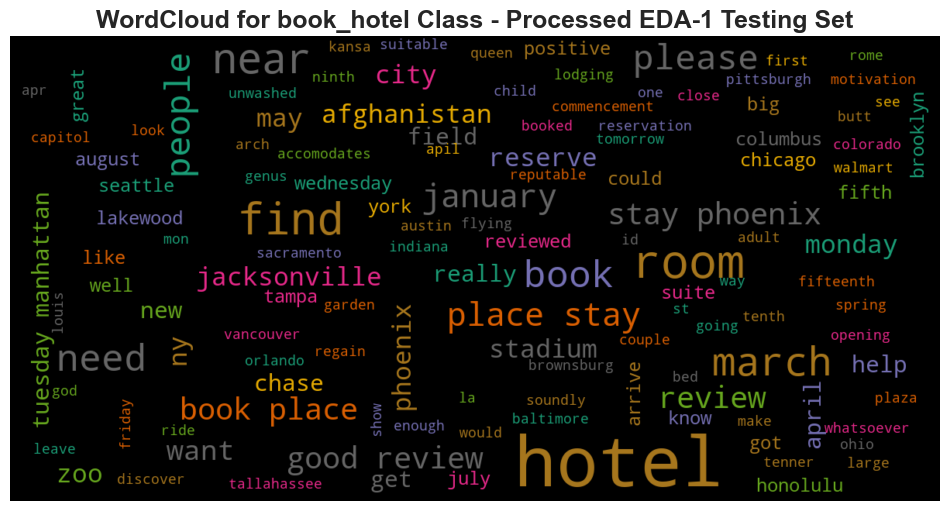 WordCloud for book_hotel Class - Processed EDA-1 Testing Set
kansa
suitable
queen
positive
first
rome
near
please
city
ninth
lodging
pittsburgh
motivation
people
great
apr
unwashed
child
one
close
see
afghanistan
commencement
big
butt
may
field
booked
reservation
columbus
colorado
brooklyn
capitol
look
arch
apil
tomorrow
august
accomodates
reserve
chicago
walmart
seattle
genus
wednesday
reputable
could
fifth
january
find
york
stay phoenix
lakewood
austin
flying
id
adult
monday
mon
indiana
reviewed
like
sacramento
room
tuesday manhattan
jacksonville
really
book
way
well
tampa
suite
fifteenth
new
garden
st
spring
louis
phoenix
place stay
going
tenth
vancouver
opening
ny
stadium
couple
need
orlando
regain
brownsburg
march
help
god
chase
bed
arrive
review
plaza
book place
la
soundly
friday
show
enough
baltimore
know
make
april
whatsoever
ride
would
leave
want
hotel
got
ohio
zoo
good review
tenner
large
discover
tallahassee
get
july
honolulu